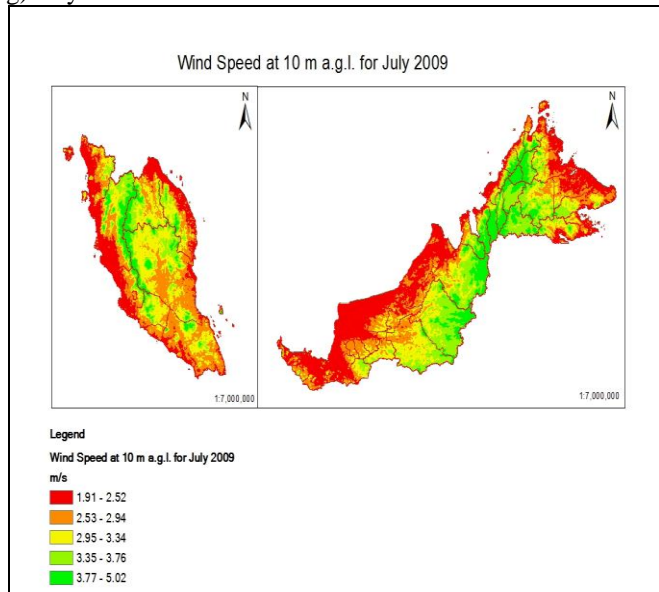 Wind Speed at 10 m a.g.l. for July 2009
N
N
1:7,000,000
1:7,000,000
Legend
Wind Speed at 10 m a.g.l. for July 2009
m/s
1.91 - 2.52
2.53 - 2.94
2.95 - 3.34
3.35 - 3.76
3.77 - 5.02